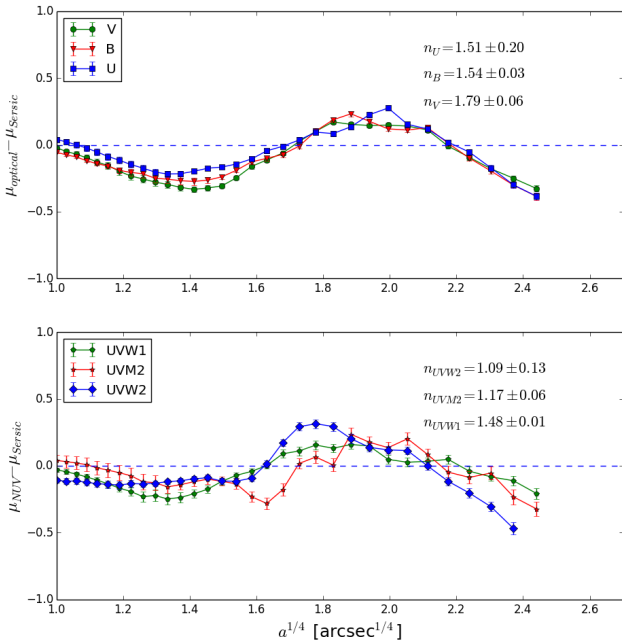 1.0
V
B
U
n_U = 1.51 ± 0.20
n_B = 1.54 ± 0.03
n_V = 1.79 ± 0.06
0.5
0.0
−0.5
−1.0
μ_optical − μ_Sersic
1.0 1.2 1.4 1.6 1.8 2.0 2.2 2.4 2.6
1.0
UVW1
UVM2
UVW2
n_UVW2 = 1.09 ± 0.13
n_UVM2 = 1.17 ± 0.06
n_UVW1 = 1.48 ± 0.01
0.5
0.0
−0.5
−1.0
μ_NUV − μ_Sersic
1.0 1.2 1.4 1.6 1.8 2.0 2.2 2.4 2.6
a^1/4 [arcsec^1/4]